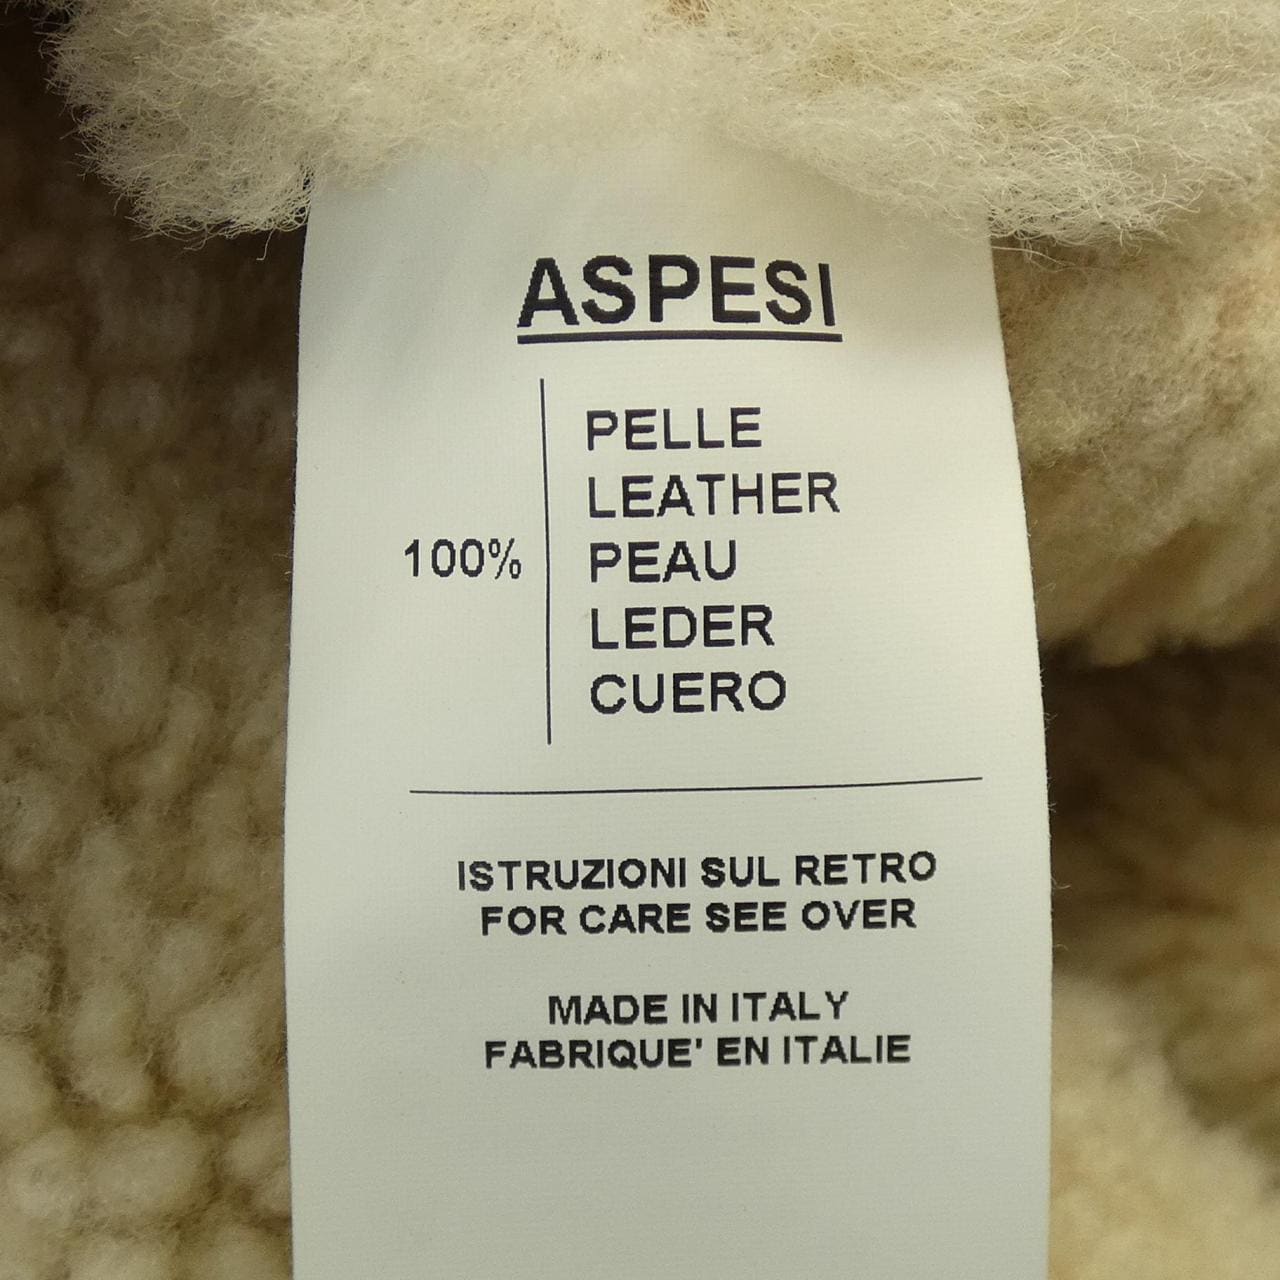 ASPESI
100%
PELLE
LEATHER
PEAU
LEDER
CUERO
ISTRUZIONI SUL RETRO
FOR CARE SEE OVER
MADE IN ITALY
FABRIQUE' EN ITALIE